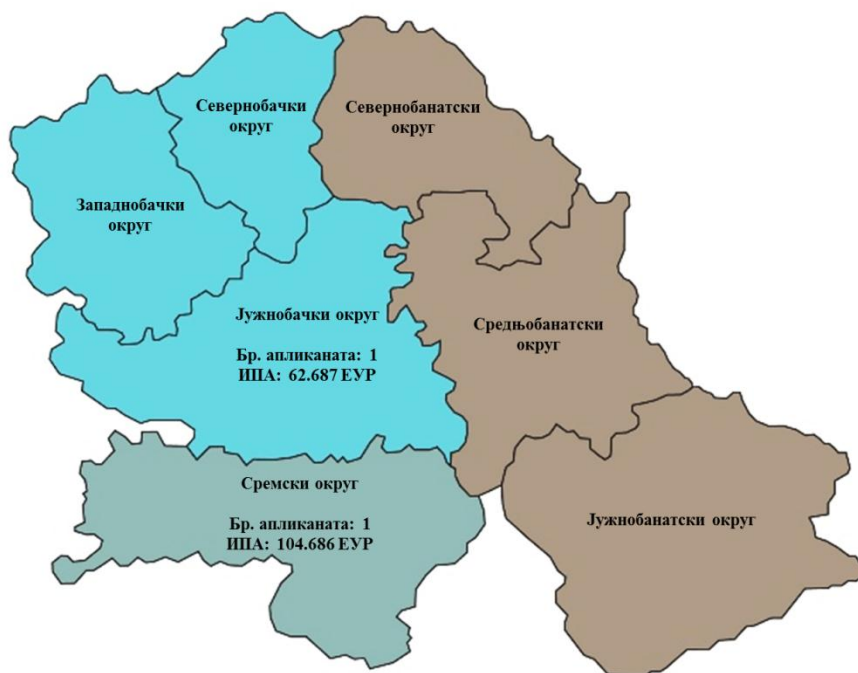 Севернобачки
округ
Севернобанатски
округ
Западнобачки
округ
Јужнобачки округ
Бр. апликаната: 1
ИПА: 62.687 ЕУР
Средњобанатски
округ
Сремски округ
Бр. апликаната: 1
ИПА: 104.686 ЕУР
Јужнобанатски округ